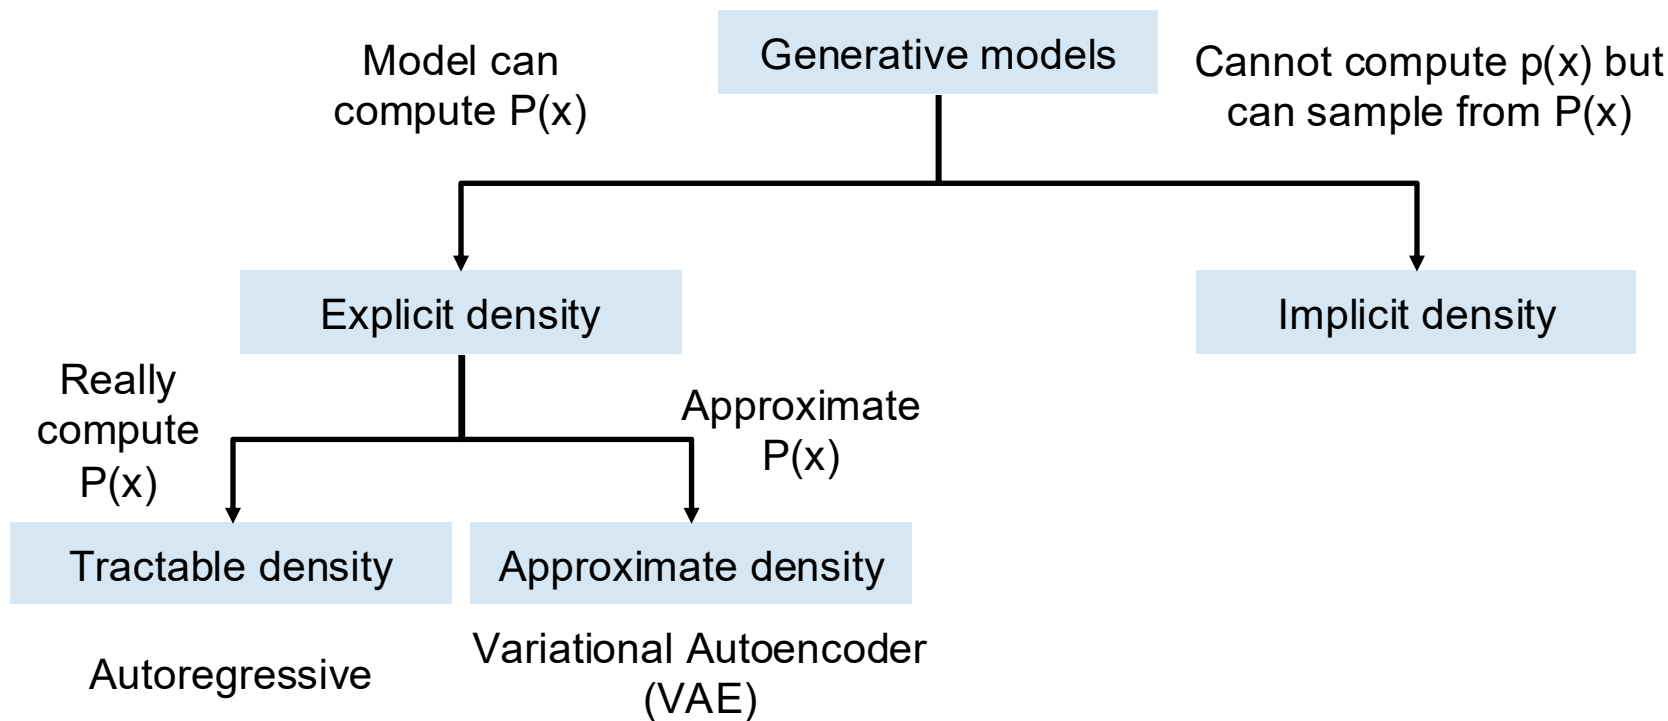 Generative models
Model can
compute P(x)
Cannot compute p(x) but
can sample from P(x)
Explicit density
Implicit density
Really
compute
P(x)
Approximate
P(x)
Tractable density
Approximate density
Autoregressive
Variational Autoencoder
(VAE)